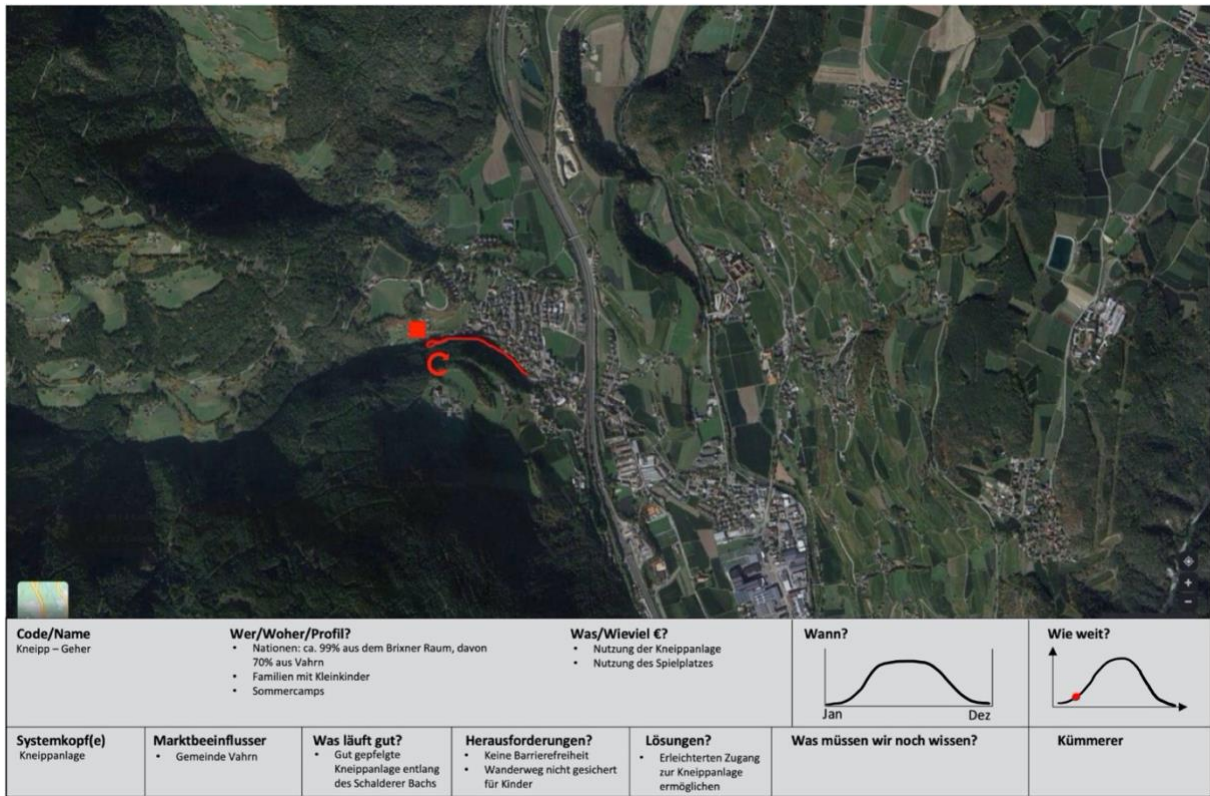 Code/Name
Kneipp – Geher
Wer/Woher/Profil?
• Nationen: ca. 99% aus dem Brixner Raum, davon
70% aus Vahrn
• Familien mit Kleinkinder
• Sommercamps
Was/Wieviel €?
• Nutzung der Kneippanlage
• Nutzung des Spielplatzes
Wann?
Jan Dez
Wie weit?
Systemkopf(e)
Kneippanlage
Marktbeeinflusser
• Gemeinde Vahrn
Was läuft gut?
• Gut gepfelgte
Kneippanlage entlang
des Schalderer Bachs
Herausforderungen?
• Keine Barrierefreiheit
• Wanderweg nicht gesichert
für Kinder
Lösungen?
• Erleichterten Zugang
zur Kneippanlage
ermöglichen
Was müssen wir noch wissen?
Kümmerer